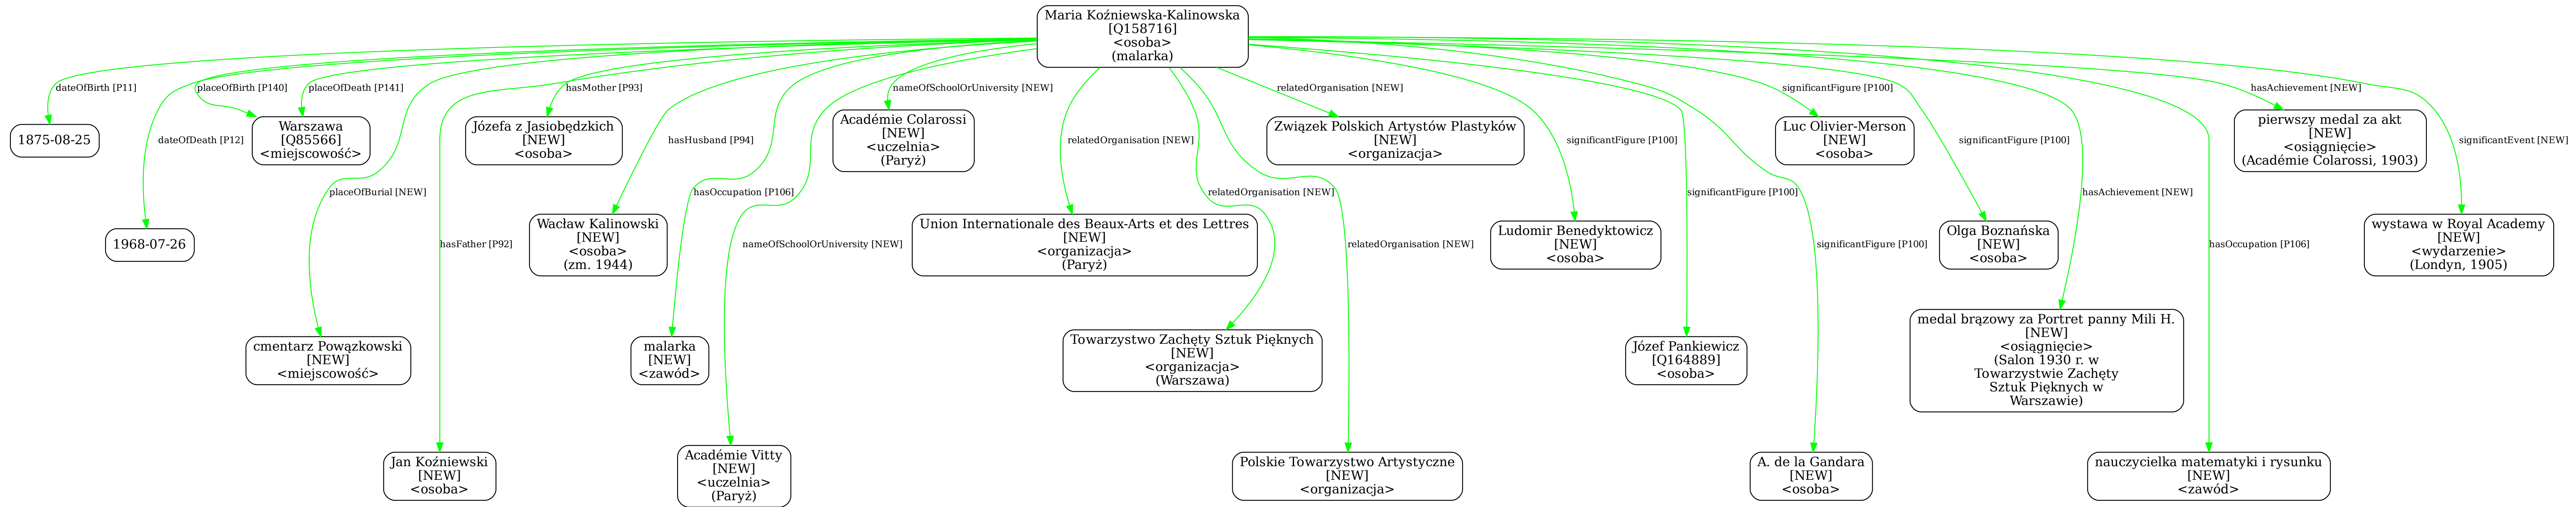 Maria Koźniewska-Kalinowska
[Q158716]
<osoba>
(malarka)
dateOfBirth [P11]
placeOfBirth [P140]
placeOfDeath [P141]
hasMother [P93]
nameOfSchoolOrUniversity [NEW]
relatedOrganisation [NEW]
significantFigure [P100]
hasAchievement [NEW]
1875-08-25
dateOfDeath [P12]
Warszawa
[Q85566]
<miejscowość>
Józefa z Jasiobędzkich
[NEW]
<osoba>
hasHusband [P94]
Académie Colarossi
[NEW]
<uczelnia>
(Paryż)
relatedOrganisation [NEW]
Związek Polskich Artystów Plastyków
[NEW]
<organizacja>
significantFigure [P100]
Luc Olivier-Merson
[NEW]
<osoba>
significantFigure [P100]
pierwszy medal za akt
[NEW]
<osiągnięcie>
(Académie Colarossi, 1903)
significantEvent [NEW]
placeOfBurial [NEW]
hasOccupation [P106]
relatedOrganisation [NEW]
significantFigure [P100]
hasAchievement [NEW]
1968-07-26
hasFather [P92]
Wacław Kalinowski
[NEW]
<osoba>
(zm. 1944)
nameOfSchoolOrUniversity [NEW]
Union Internationale des Beaux-Arts et des Lettres
[NEW]
<organizacja>
(Paryż)
relatedOrganisation [NEW]
Ludomir Benedyktowicz
[NEW]
<osoba>
significantFigure [P100]
Olga Boznańska
[NEW]
<osoba>
hasOccupation [P106]
wystawa w Royal Academy
[NEW]
<wydarzenie>
(Londyn, 1905)
cmentarz Powązkowski
[NEW]
<miejscowość>
malarka
[NEW]
<zawód>
Towarzystwo Zachęty Sztuk Pięknych
[NEW]
<organizacja>
(Warszawa)
Józef Pankiewicz
[Q164889]
<osoba>
medal brązowy za Portret panny Mili H.
[NEW]
<osiągnięcie>
(Salon 1930 r. w
Towarzystwie Zachęty
Sztuk Pięknych w
Warszawie)
Jan Koźniewski
[NEW]
<osoba>
Académie Vitty
[NEW]
<uczelnia>
(Paryż)
Polskie Towarzystwo Artystyczne
[NEW]
<organizacja>
A. de la Gandara
[NEW]
<osoba>
nauczycielka matematyki i rysunku
[NEW]
<zawód>